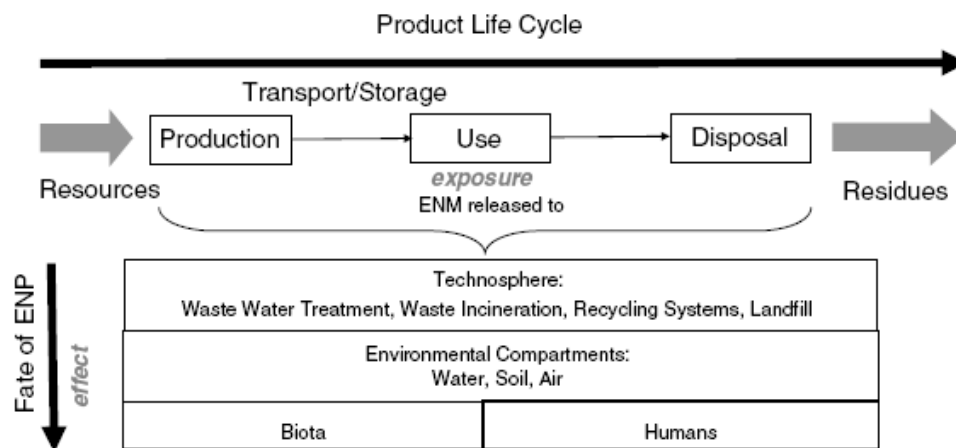 Product Life Cycle
Transport/Storage
Production
Use
Disposal
Resources
exposure
Residues
ENM released to
Fate of ENP
effect
Technosphere:
Waste Water Treatment, Waste Incineration, Recycling Systems, Landfill
Environmental Compartments:
Water, Soil, Air
Biota
Humans